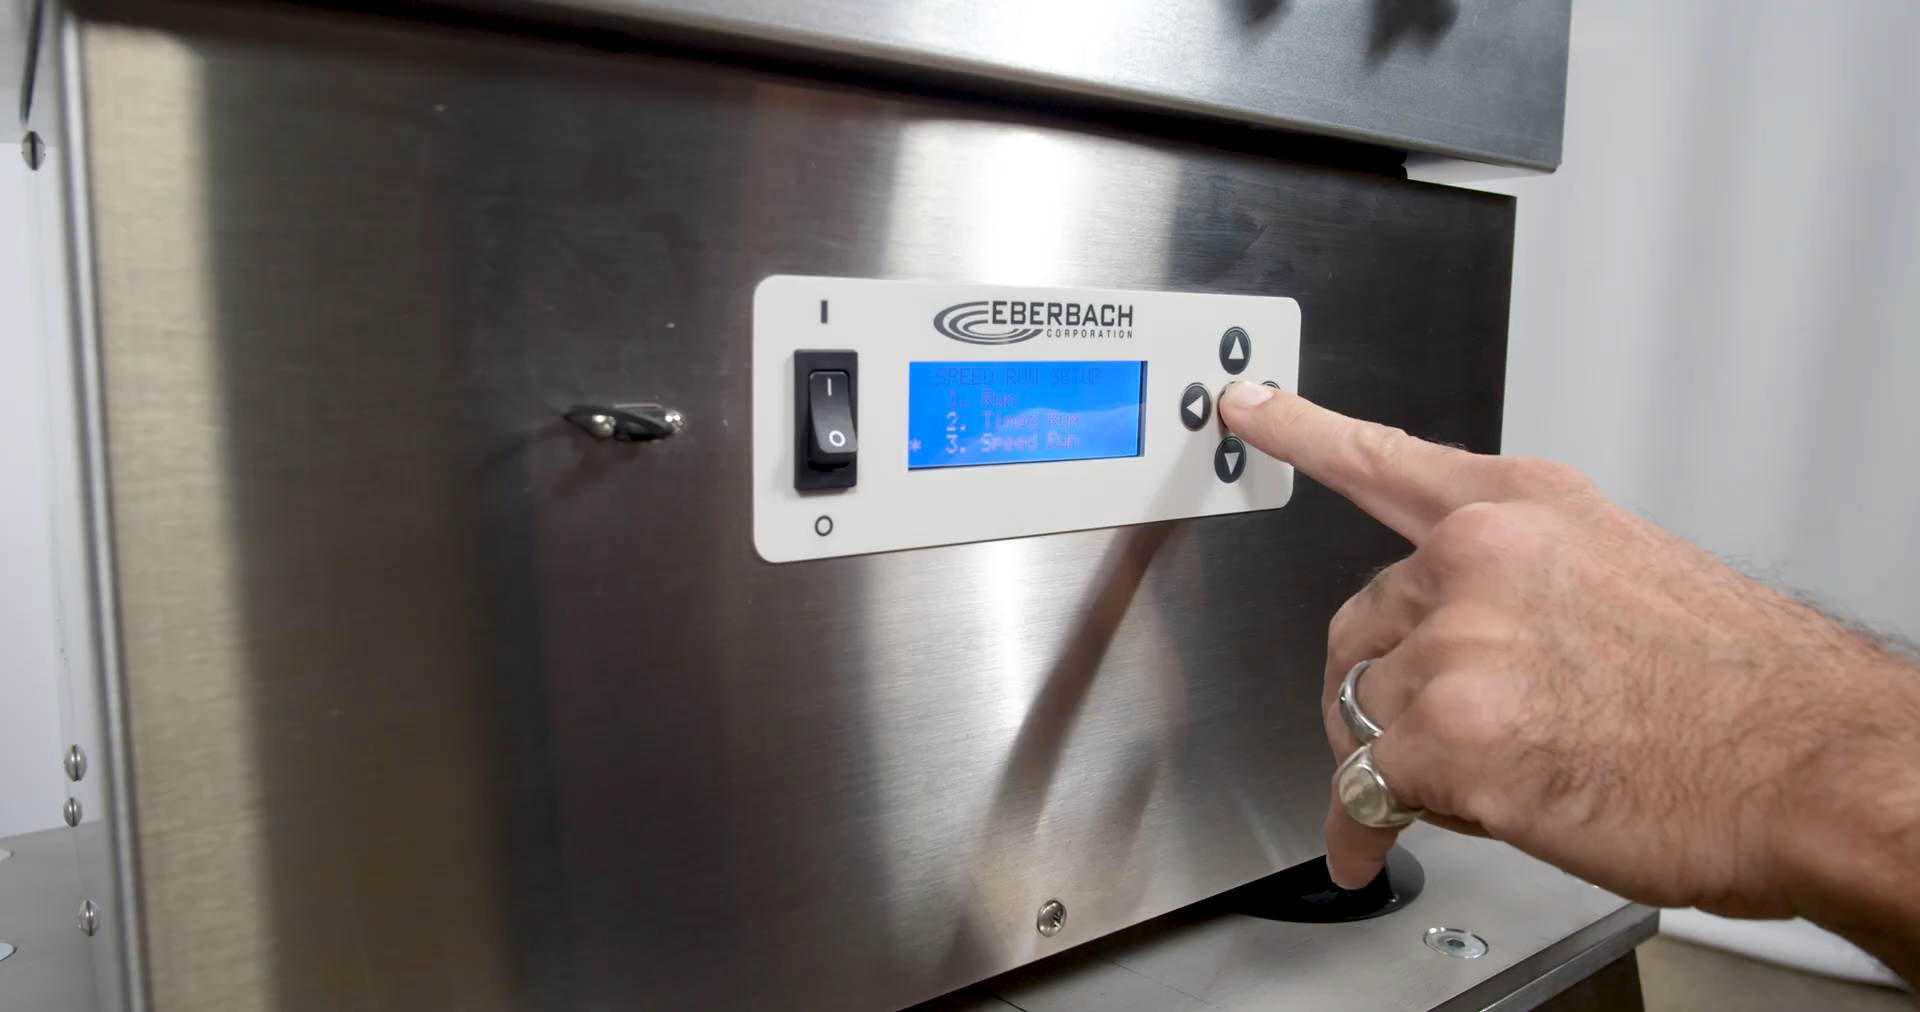 I
EBERBACH
CORPORATION
SPEED RUN SETUP
1. Run
2. Timed Run
* 3. Speed Run
O